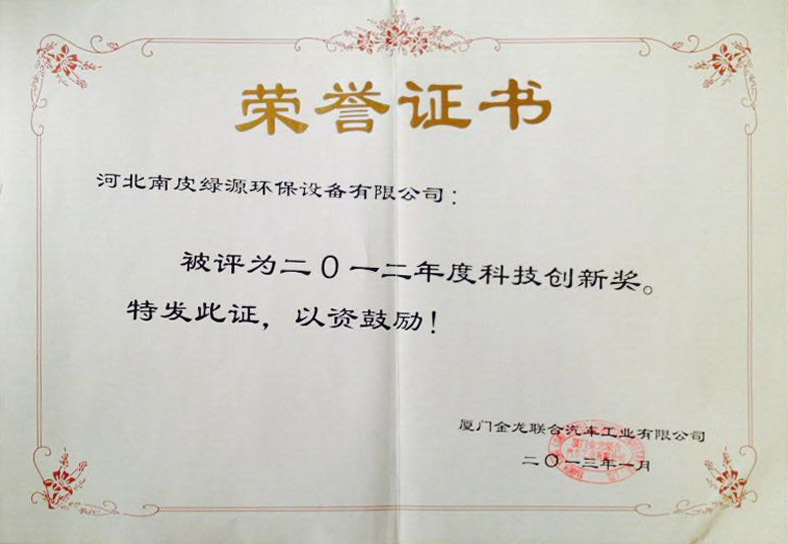 荣誉证书
河北南皮绿源环保设备有限公司：
被评为二〇一二年度科技创新奖。
特发此证，以资鼓励！
厦门金龙联合汽车工业有限公司
二〇一三年一月